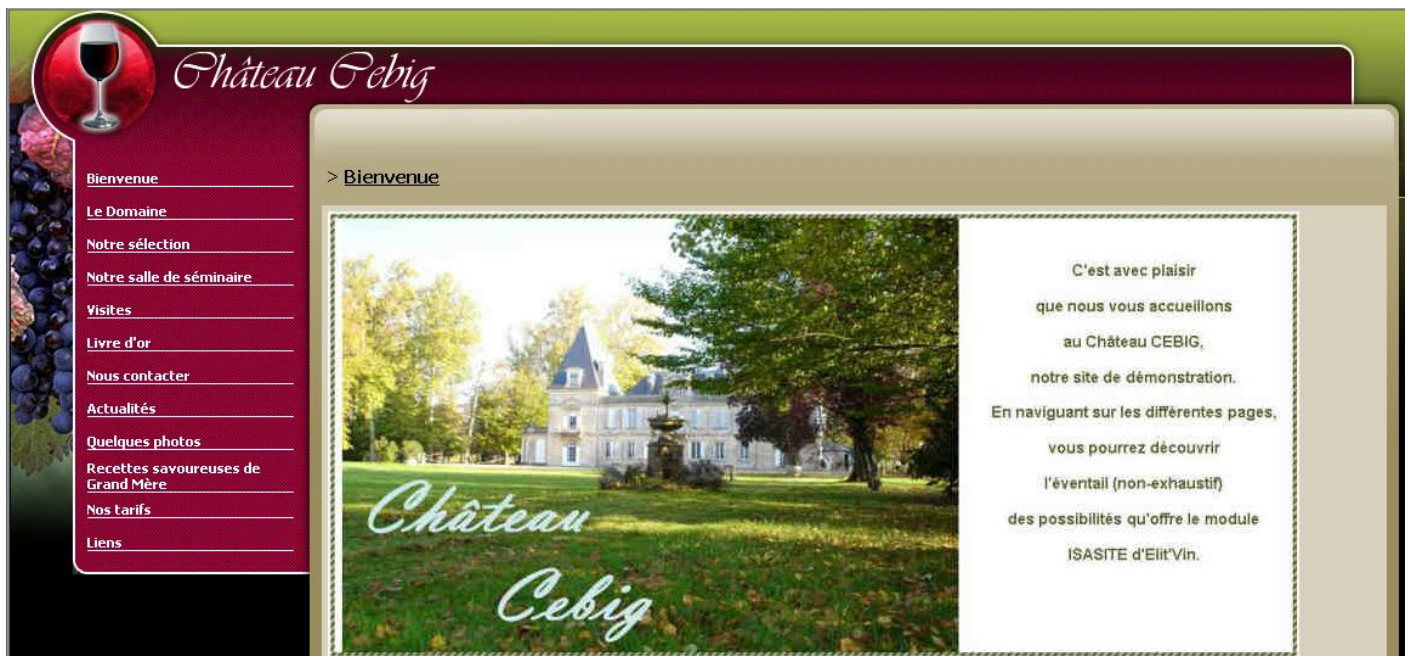 Château Cebig
Bienvenue
Le Domaine
Notre sélection
Notre salle de séminaire
Visites
Livre d'or
Nous contacter
Actualités
Quelques photos
Recettes savoureuses de
Grand Mère
Nos tarifs
Liens
> Bienvenue
Château
Cebig
C'est avec plaisir
que nous vous accueillons
au Château CEBIG,
notre site de démonstration.
En naviguant sur les différentes pages,
vous pourrez découvrir
l'éventail (non-exhaustif)
des possibilités qu'offre le module
ISASITE d'Elit'Vin.